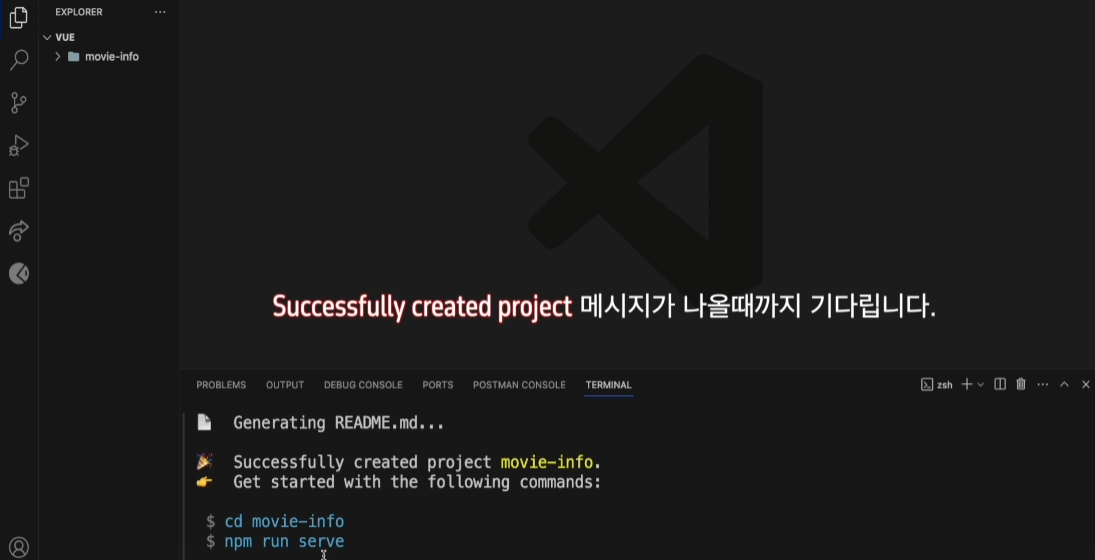 EXPLORER
VUE
movie-info
Successfully created project 메시지가 나올때까지 기다립니다.
PROBLEMS OUTPUT DEBUG CONSOLE PORTS POSTMAN CONSOLE TERMINAL zsh
Generating README.md...
Successfully created project movie-info.
Get started with the following commands:
$ cd movie-info
$ npm run serve